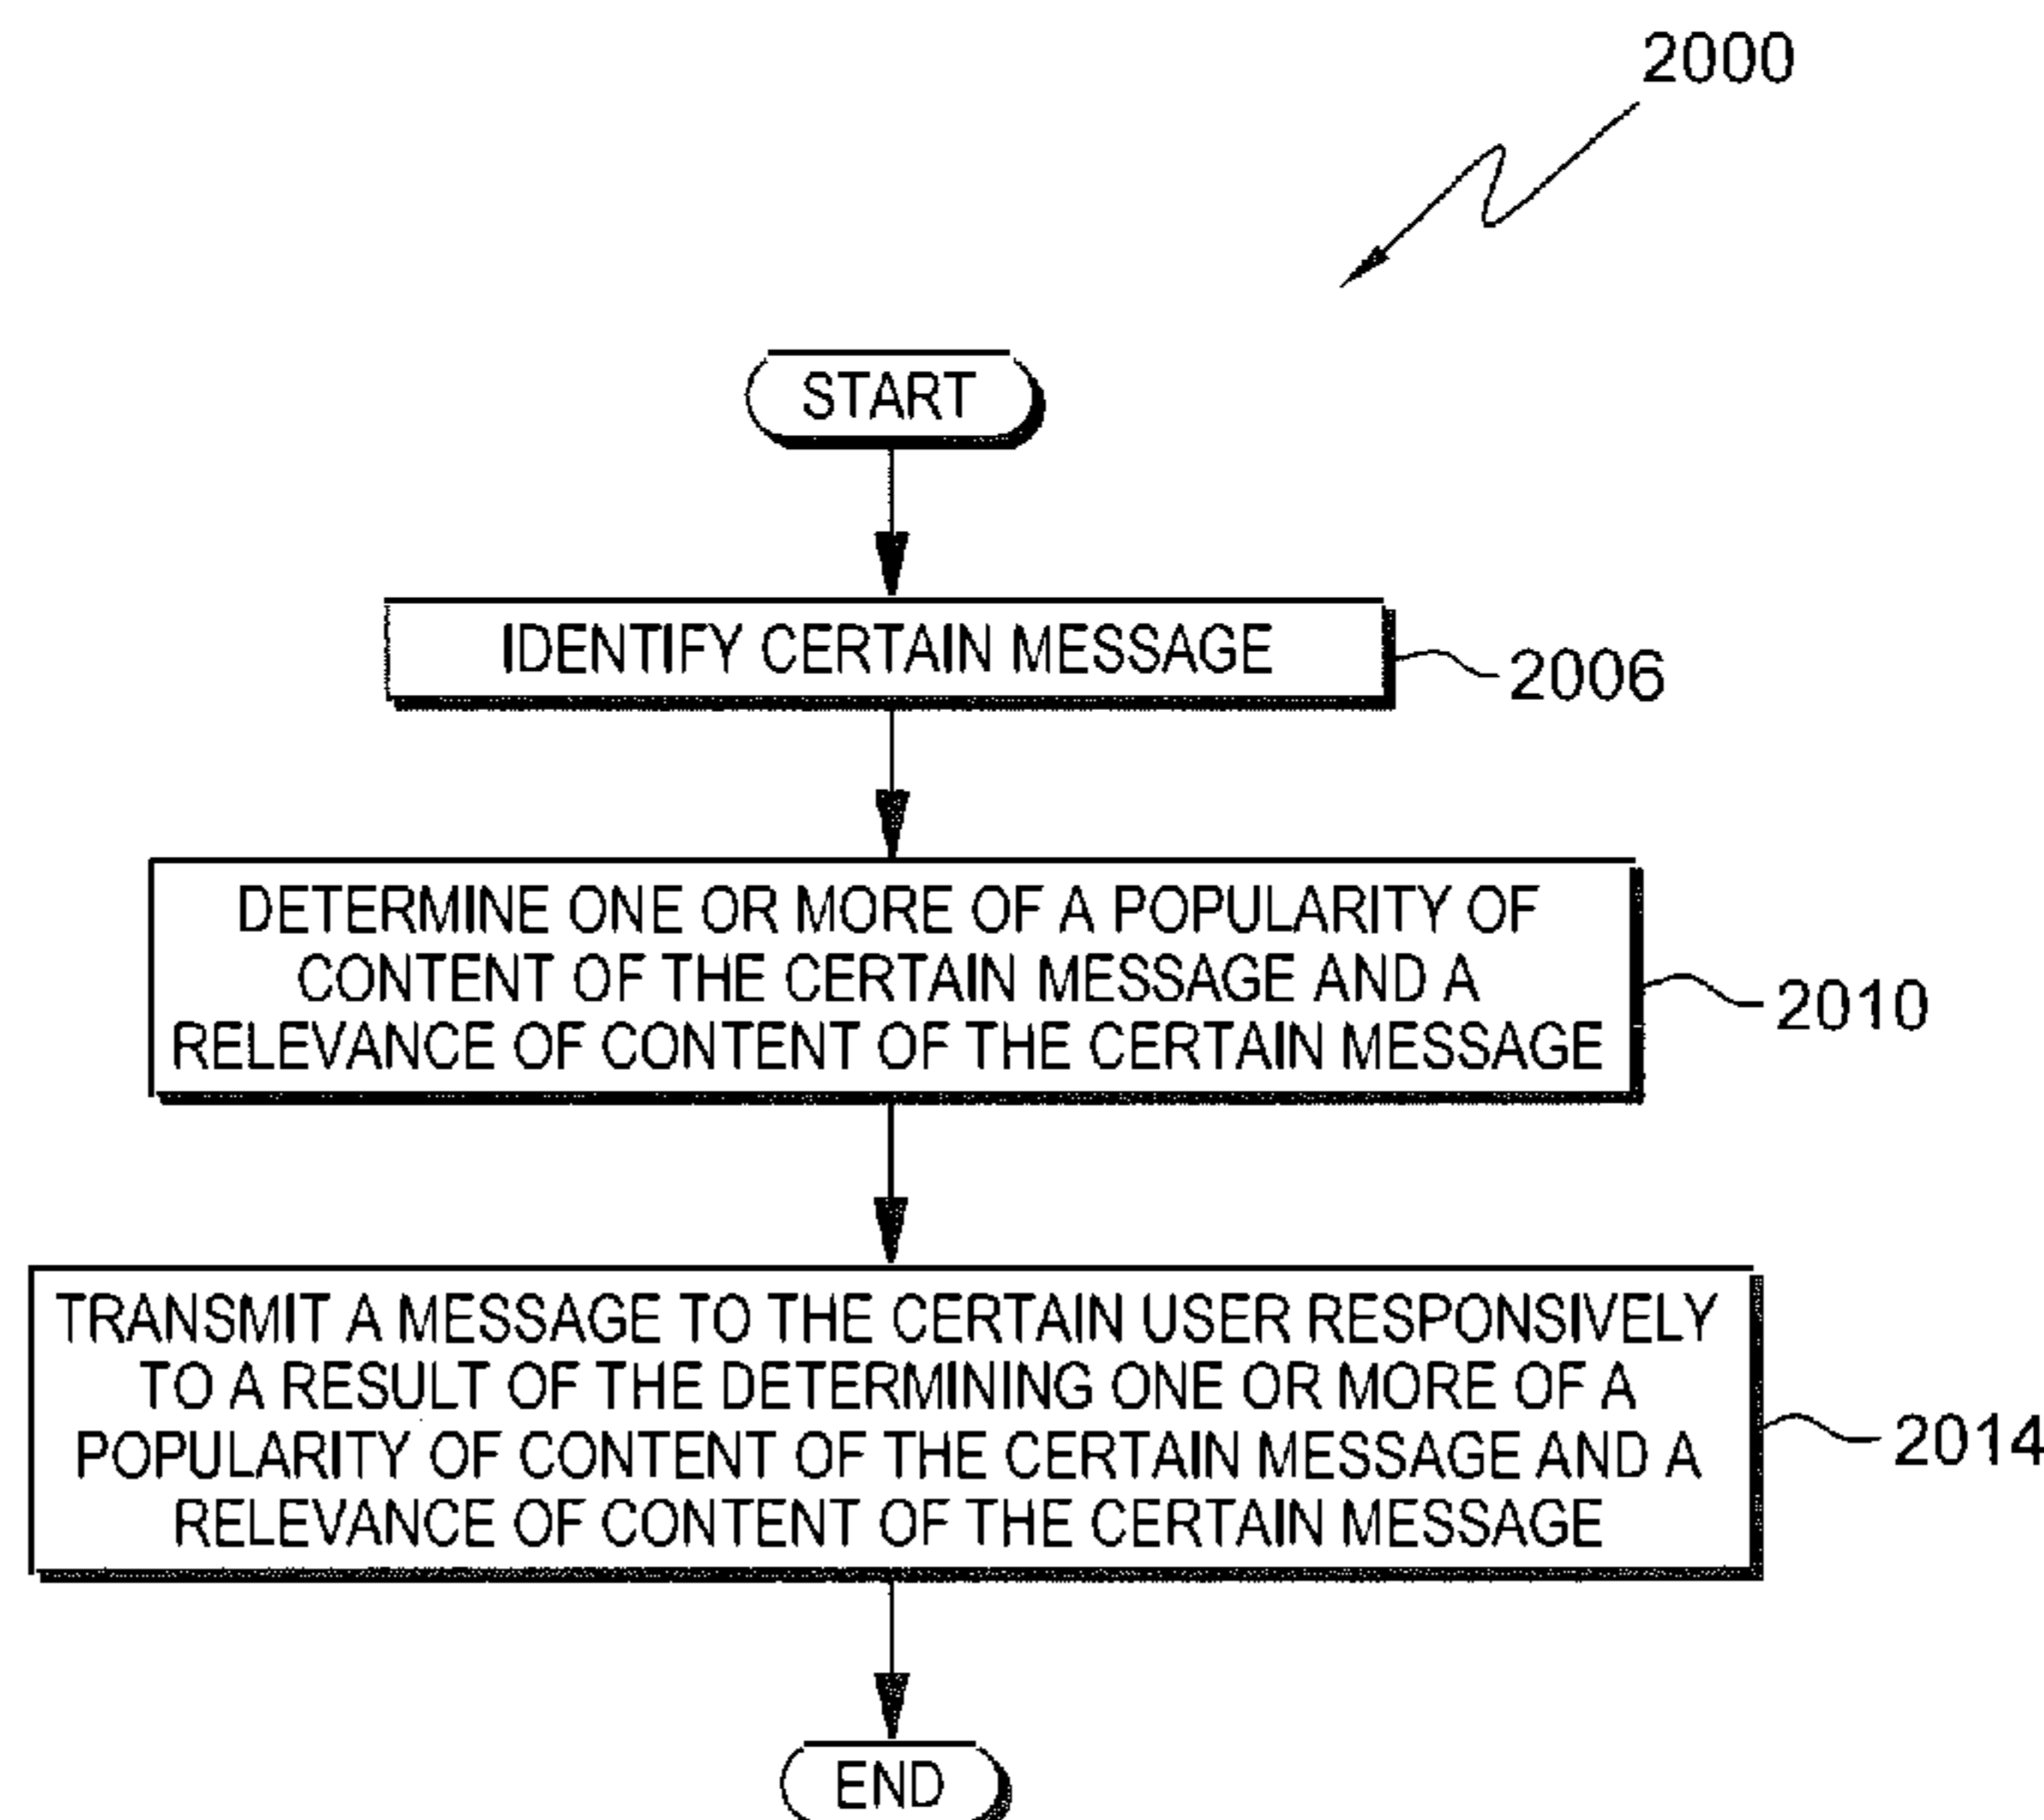 2000
START
IDENTIFY CERTAIN MESSAGE
2006
DETERMINE ONE OR MORE OF A POPULARITY OF
CONTENT OF THE CERTAIN MESSAGE AND A
RELEVANCE OF CONTENT OF THE CERTAIN MESSAGE
2010
TRANSMIT A MESSAGE TO THE CERTAIN USER RESPONSIVELY
TO A RESULT OF THE DETERMINING ONE OR MORE OF A
POPULARITY OF CONTENT OF THE CERTAIN MESSAGE AND A
RELEVANCE OF CONTENT OF THE CERTAIN MESSAGE
2014
END